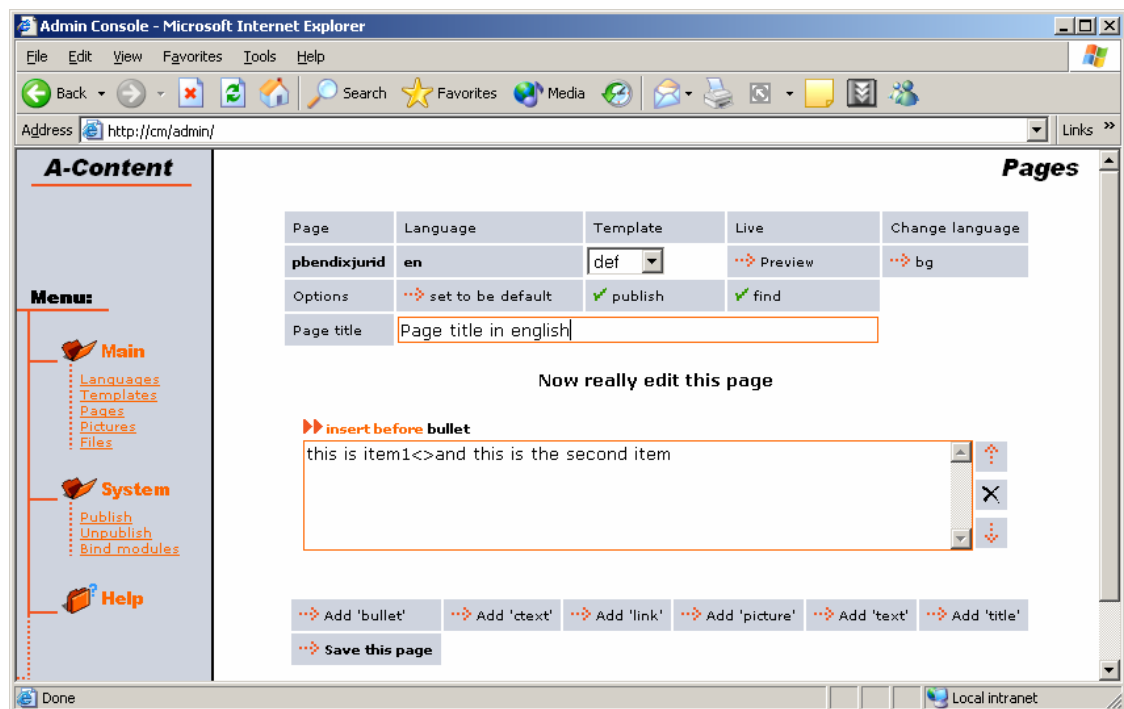 Admin Console - Microsoft Internet Explorer
File Edit View Favorites Tools Help
Back Search Favorites Media
Address http://cm/admin/ Links »
A-Content
Pages
Page Language Template Live Change language
pbendixjurid en def Preview bg
Menu:
Options set to be default publish find
Page title Page title in english
Main
Now really edit this page
Languages
Templates
Pages
Pictures
Files
insert before bullet
this is item1<>and this is the second item
System
Publish
Unpublish
Bind modules
Help
Add 'bullet' Add 'ctext' Add 'link' Add 'picture' Add 'text' Add 'title'
Save this page
Done Local intranet